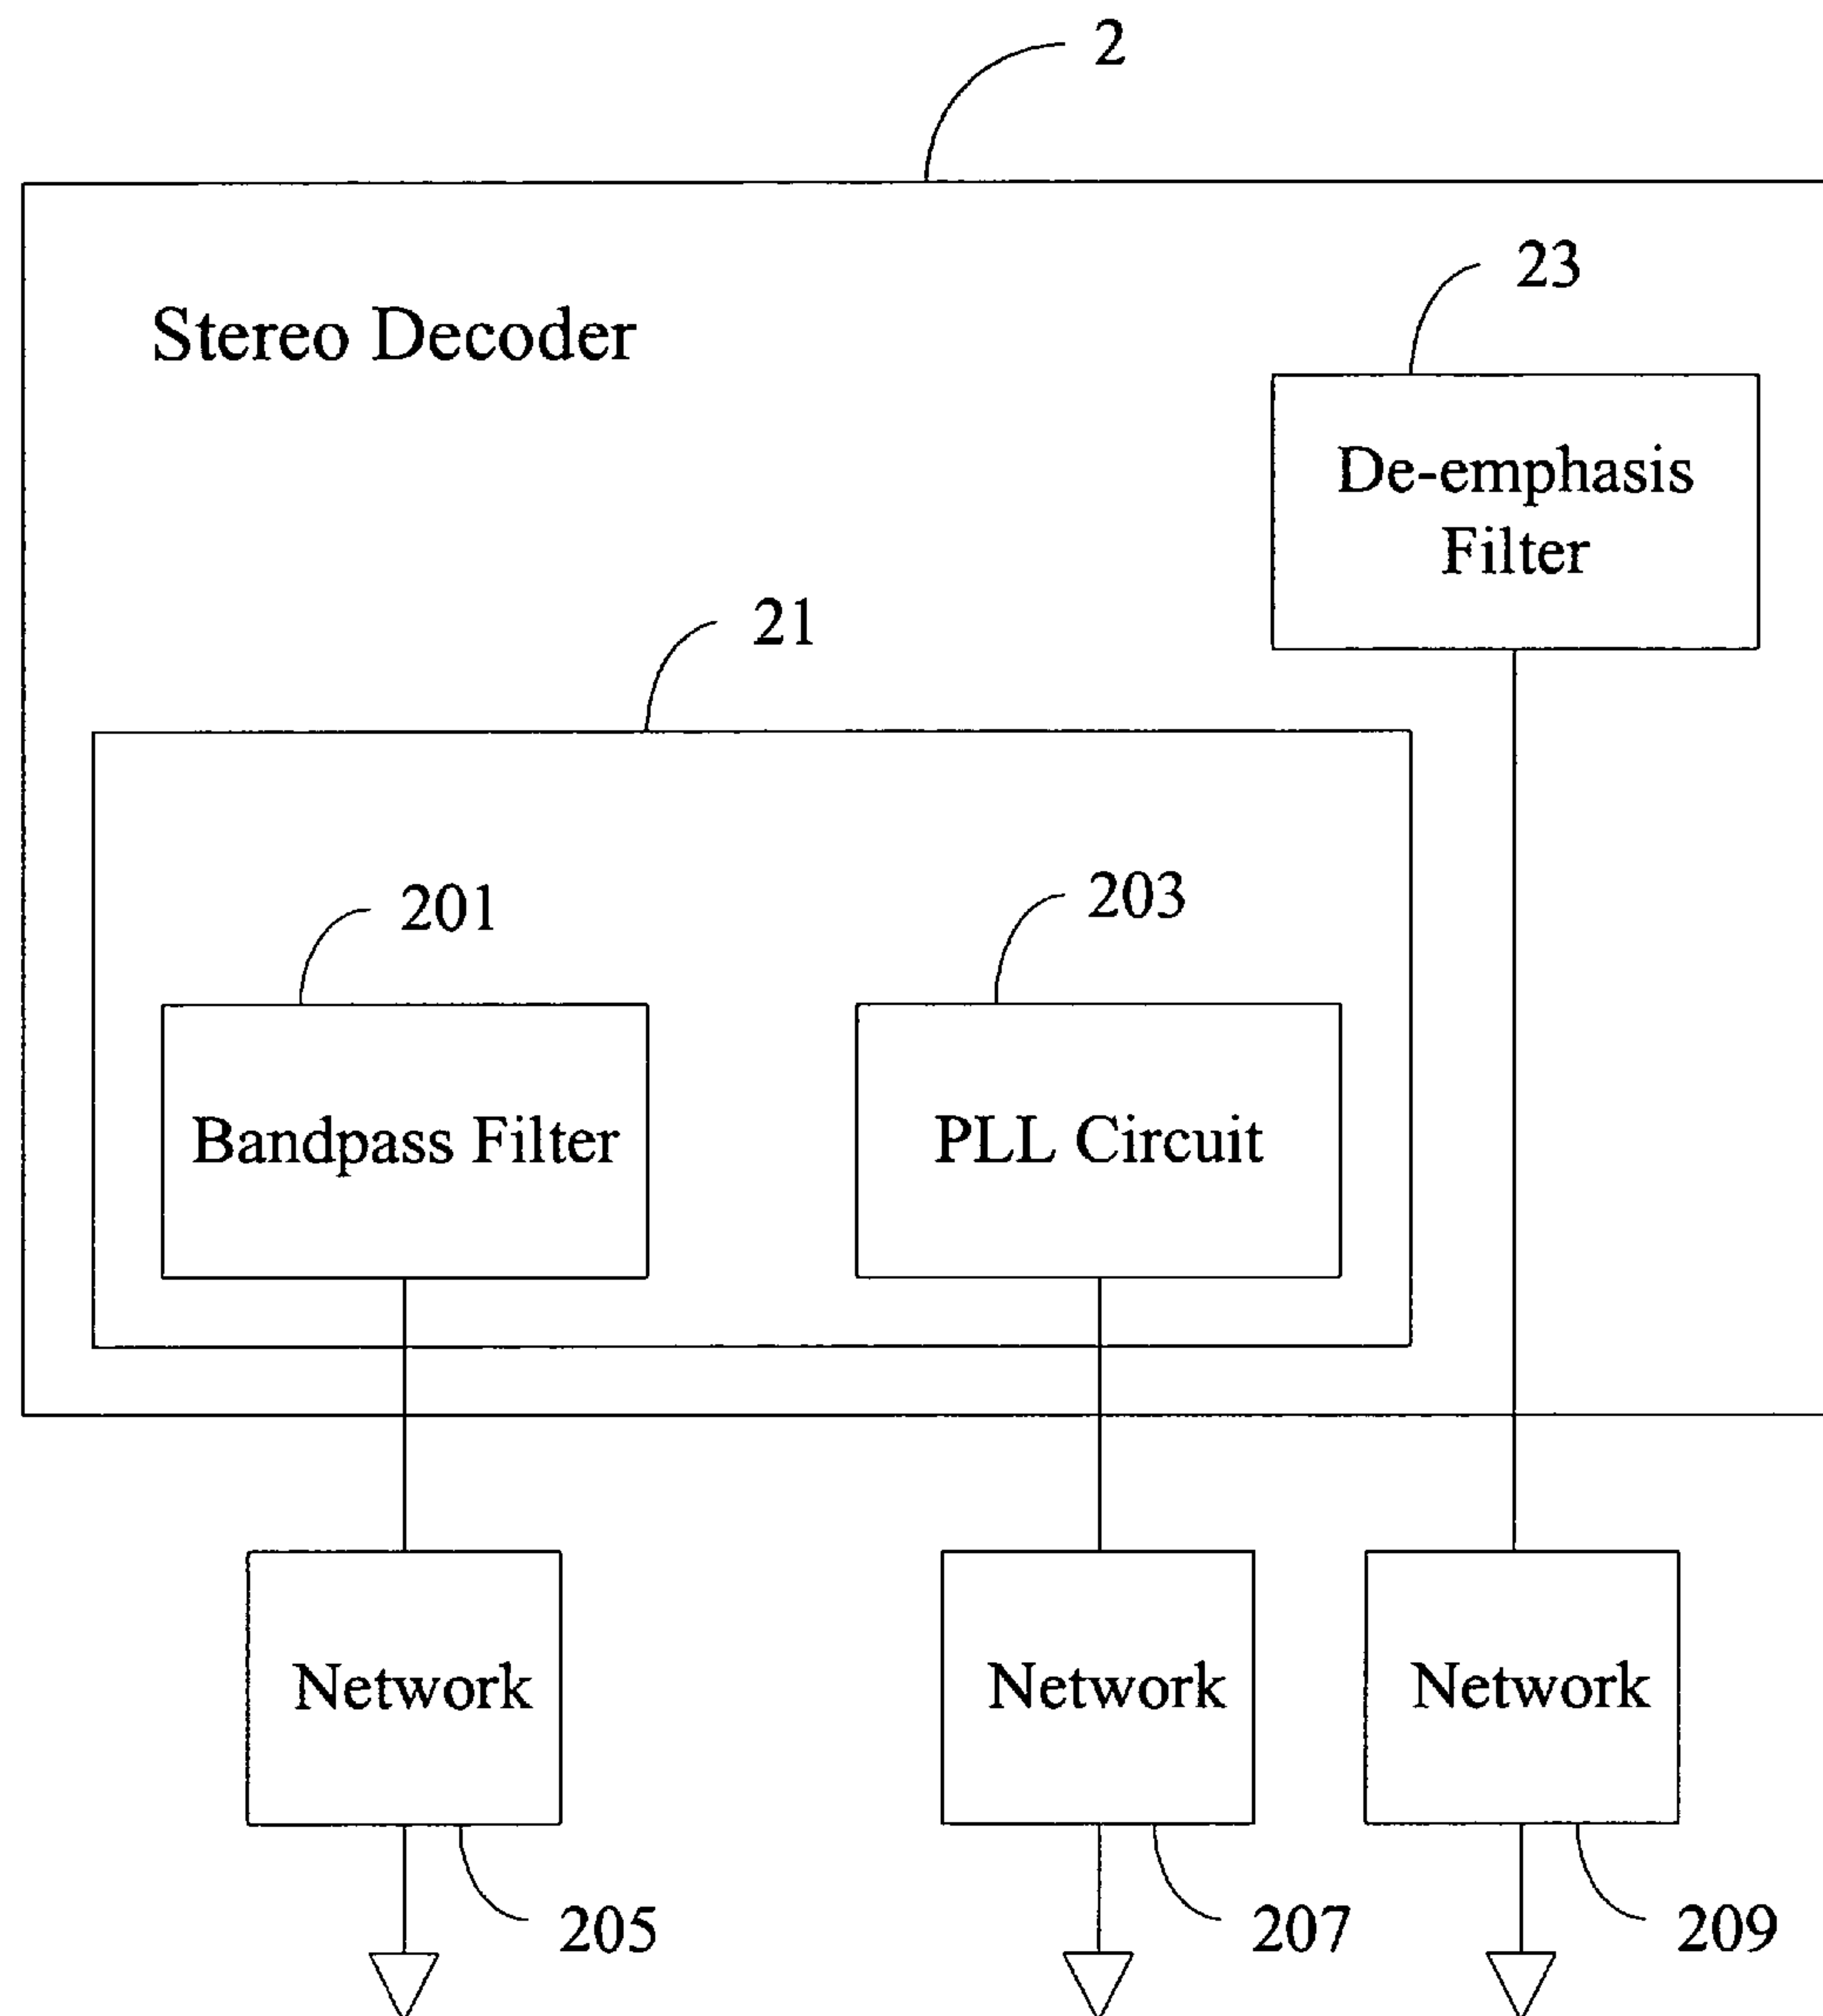 2
23
Stereo Decoder
De-emphasis
Filter
21
201
203
Bandpass Filter
PLL Circuit
Network
Network
Network
205
207
209